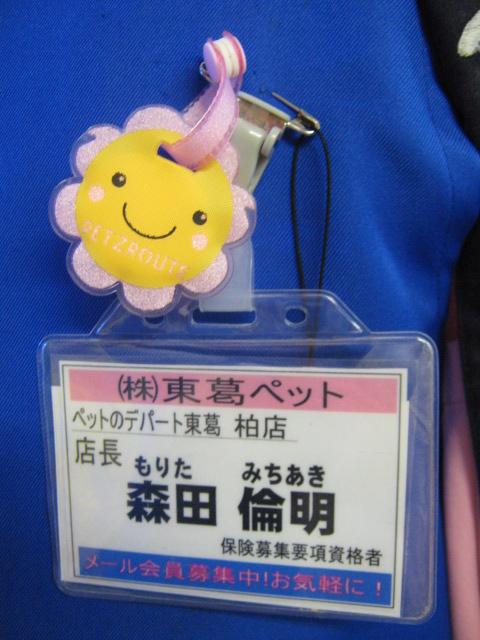 PETZROUTE
(株)東葛ペット
ペットのデパート東葛 柏店
店長
もりた みちあき
森田 倫明
保険募集要項資格者
メール会員募集中!お気軽に!